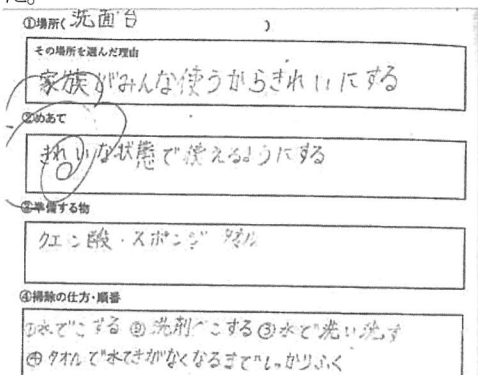 た。
①場所(洗面台)
その場所を選んだ理由
家族がみんな使うからきれいにする
②めあて
きれいな状態で使えるようにする
③準備する物
クエン酸・スポンジ タオル
④掃除の仕方・順番
①水でこする ②洗剤でこする ③水で洗い流す
④タオルで水てきがなくなるまでしっかりふく